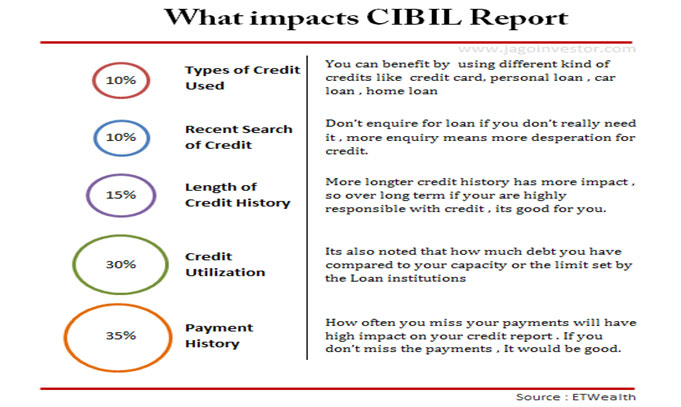 What impacts CIBIL Report
www.jagoinvestor.com
10%
Types of Credit
Used
You can benefit by using different kind of
credits like credit card, personal loan , car
loan , home loan
10%
Recent Search
of Credit
Don't enquire for loan if you don't really need
it , more enquiry means more desperation for
credit.
15%
Length of
Credit History
More longter credit history has more impact ,
so over long term if your are highly
responsible with credit , its good for you.
30%
Credit
Utilization
Its also noted that how much debt you have
compared to your capacity or the limit set by
the Loan institutions
35%
Payment
History
How often you miss your payments will have
high impact on your credit report . If you
don't miss the payments , It would be good.
Source : ETWealth